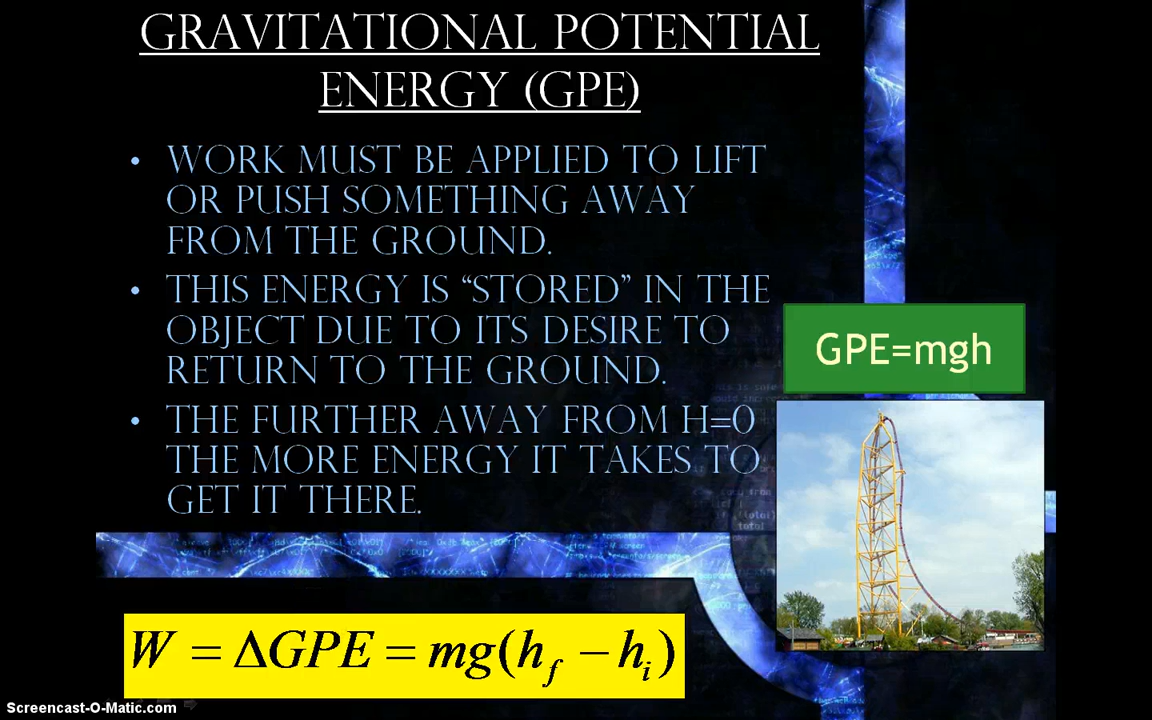 GRAVITATIONAL POTENTIAL
ENERGY (GPE)
• WORK MUST BE APPLIED TO LIFT
OR PUSH SOMETHING AWAY
FROM THE GROUND.
• THIS ENERGY IS “STORED” IN THE
OBJECT DUE TO ITS DESIRE TO
RETURN TO THE GROUND.
• THE FURTHER AWAY FROM H=0
THE MORE ENERGY IT TAKES TO
GET IT THERE.
GPE=mgh
W = ΔGPE = mg(h_f − h_i)
Screencast-O-Matic.com